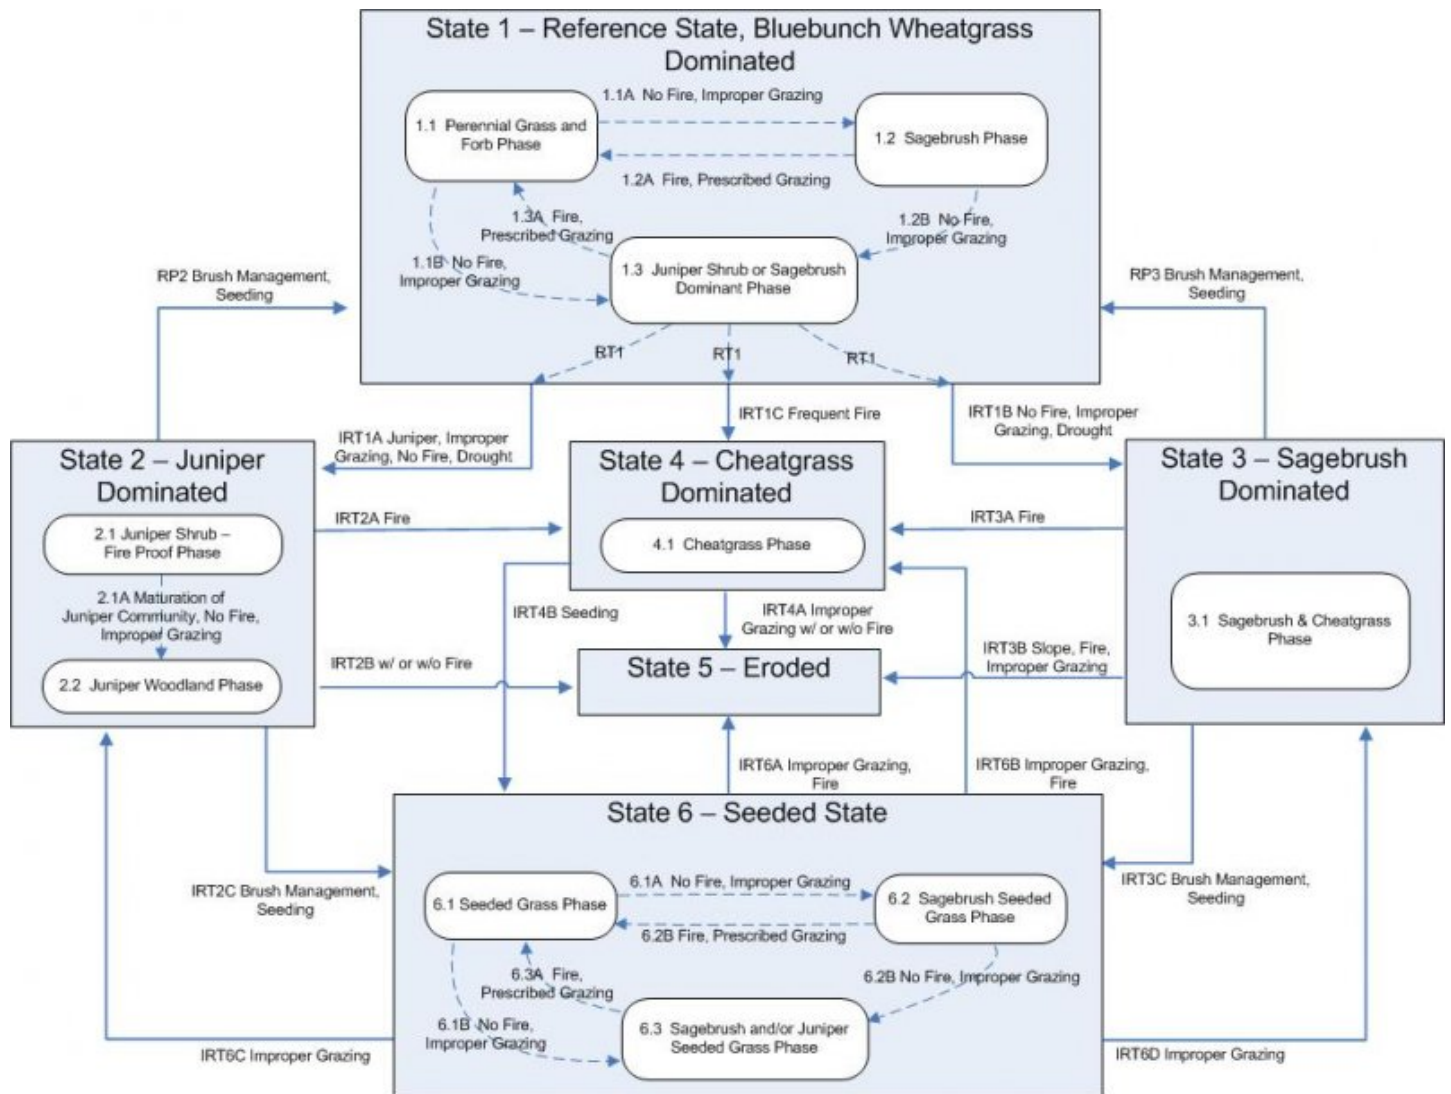 State 1 – Reference State, Bluebunch Wheatgrass
Dominated
1.1A No Fire, Improper Grazing
1.1 Perennial Grass and
Forb Phase
1.2 Sagebrush Phase
1.2A Fire, Prescribed Grazing
1.3A Fire,
Prescribed Grazing
1.2B No Fire,
Improper Grazing
1.1B No Fire,
Improper Grazing
1.3 Juniper Shrub or Sagebrush
Dominant Phase
RP2 Brush Management,
Seeding
RP3 Brush Management,
Seeding
RT1
RT1
RT1
IRT1A Juniper, Improper
Grazing, No Fire, Drought
IRT1C Frequent Fire
IRT1B No Fire, Improper
Grazing, Drought
State 2 – Juniper
Dominated
2.1 Juniper Shrub –
Fire Proof Phase
2.1A Maturation of
Juniper Community, No Fire,
Improper Grazing
2.2 Juniper Woodland Phase
IRT2A Fire
State 4 – Cheatgrass
Dominated
4.1 Cheatgrass Phase
IRT3A Fire
State 3 – Sagebrush
Dominated
3.1 Sagebrush & Cheatgrass
Phase
IRT4B Seeding
IRT4A Improper
Grazing w/ or w/o Fire
IRT2B w/ or w/o Fire
State 5 – Eroded
IRT3B Slope, Fire,
Improper Grazing
IRT6A Improper Grazing,
Fire
IRT6B Improper Grazing,
Fire
IRT2C Brush Management,
Seeding
IRT3C Brush Management,
Seeding
State 6 – Seeded State
6.1A No Fire, Improper Grazing
6.1 Seeded Grass Phase
6.2 Sagebrush Seeded
Grass Phase
6.2B Fire, Prescribed Grazing
6.3A Fire,
Prescribed Grazing
6.2B No Fire, Improper Grazing
6.1B No Fire,
Improper Grazing
6.3 Sagebrush and/or Juniper
Seeded Grass Phase
IRT6C Improper Grazing
IRT6D Improper Grazing